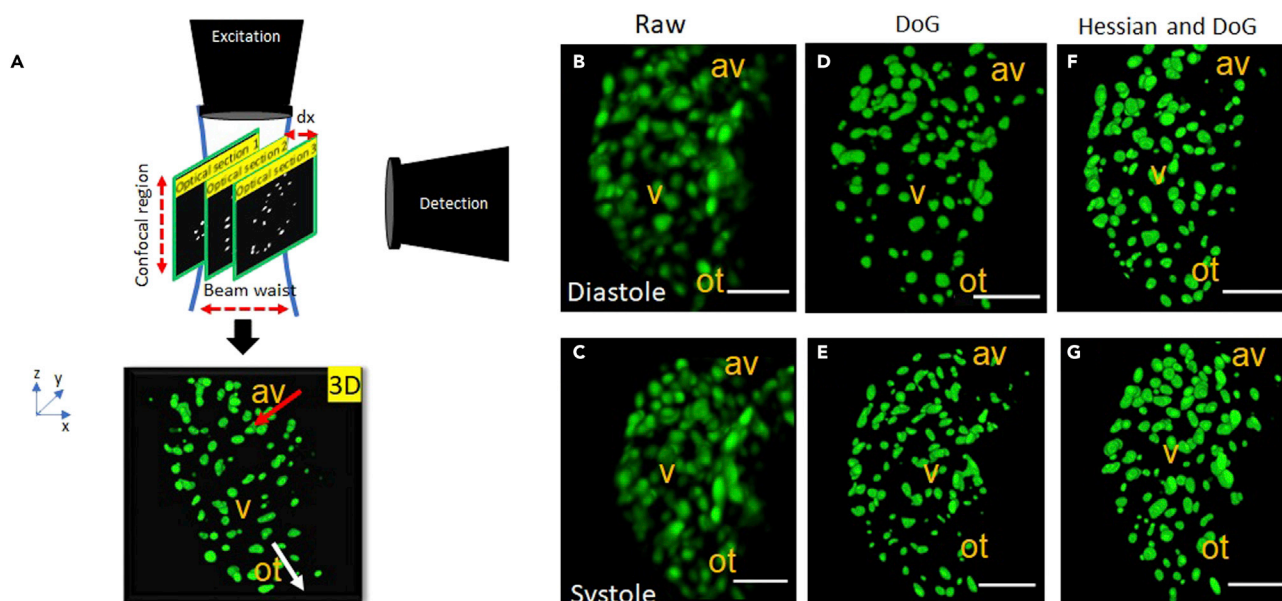 A
Excitation
dx
Optical section 1
Optical section 2
Optical section 3
Confocal region
Detection
Beam waist
z
y
x
3D
av
v
ot
Raw
DoG
Hessian and DoG
B
av
v
ot
Diastole
D
av
v
ot
F
av
v
ot
C
av
v
ot
Systole
E
av
v
ot
G
av
v
ot